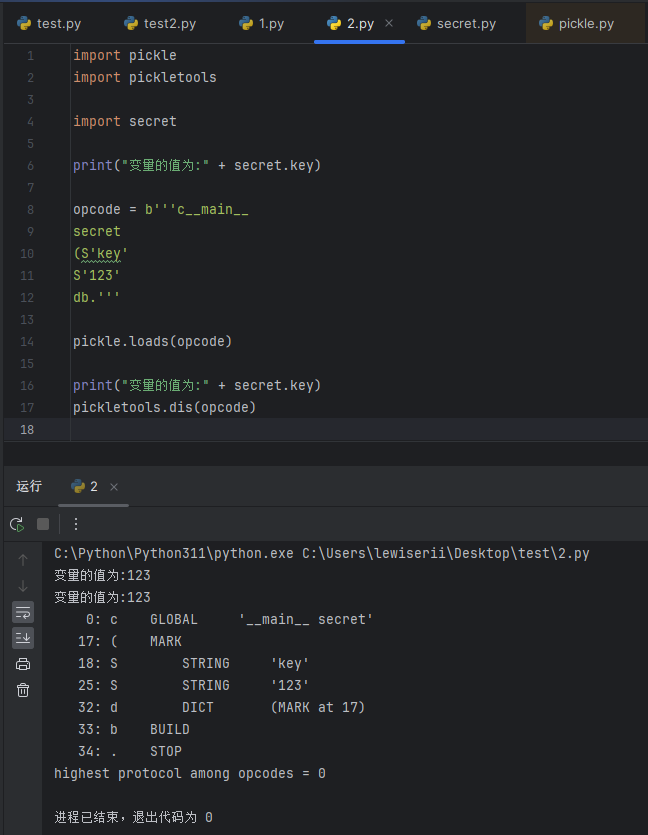 test.py test2.py 1.py 2.py × secret.py pickle.py
1 import pickle
2 import pickletools
3
4 import secret
5
6 print("变量的值为:" + secret.key)
7
8 opcode = b'''c__main__
9 secret
10 (S'key'
11 S'123'
12 db.'''
13
14 pickle.loads(opcode)
15
16 print("变量的值为:" + secret.key)
17 pickletools.dis(opcode)
18
运行 2 ×
C:\Python\Python311\python.exe C:\Users\lewiserii\Desktop\test\2.py
变量的值为:123
变量的值为:123
0: c GLOBAL '__main__ secret'
17: ( MARK
18: S STRING 'key'
25: S STRING '123'
32: d DICT (MARK at 17)
33: b BUILD
34: . STOP
highest protocol among opcodes = 0
进程已结束，退出代码为 0